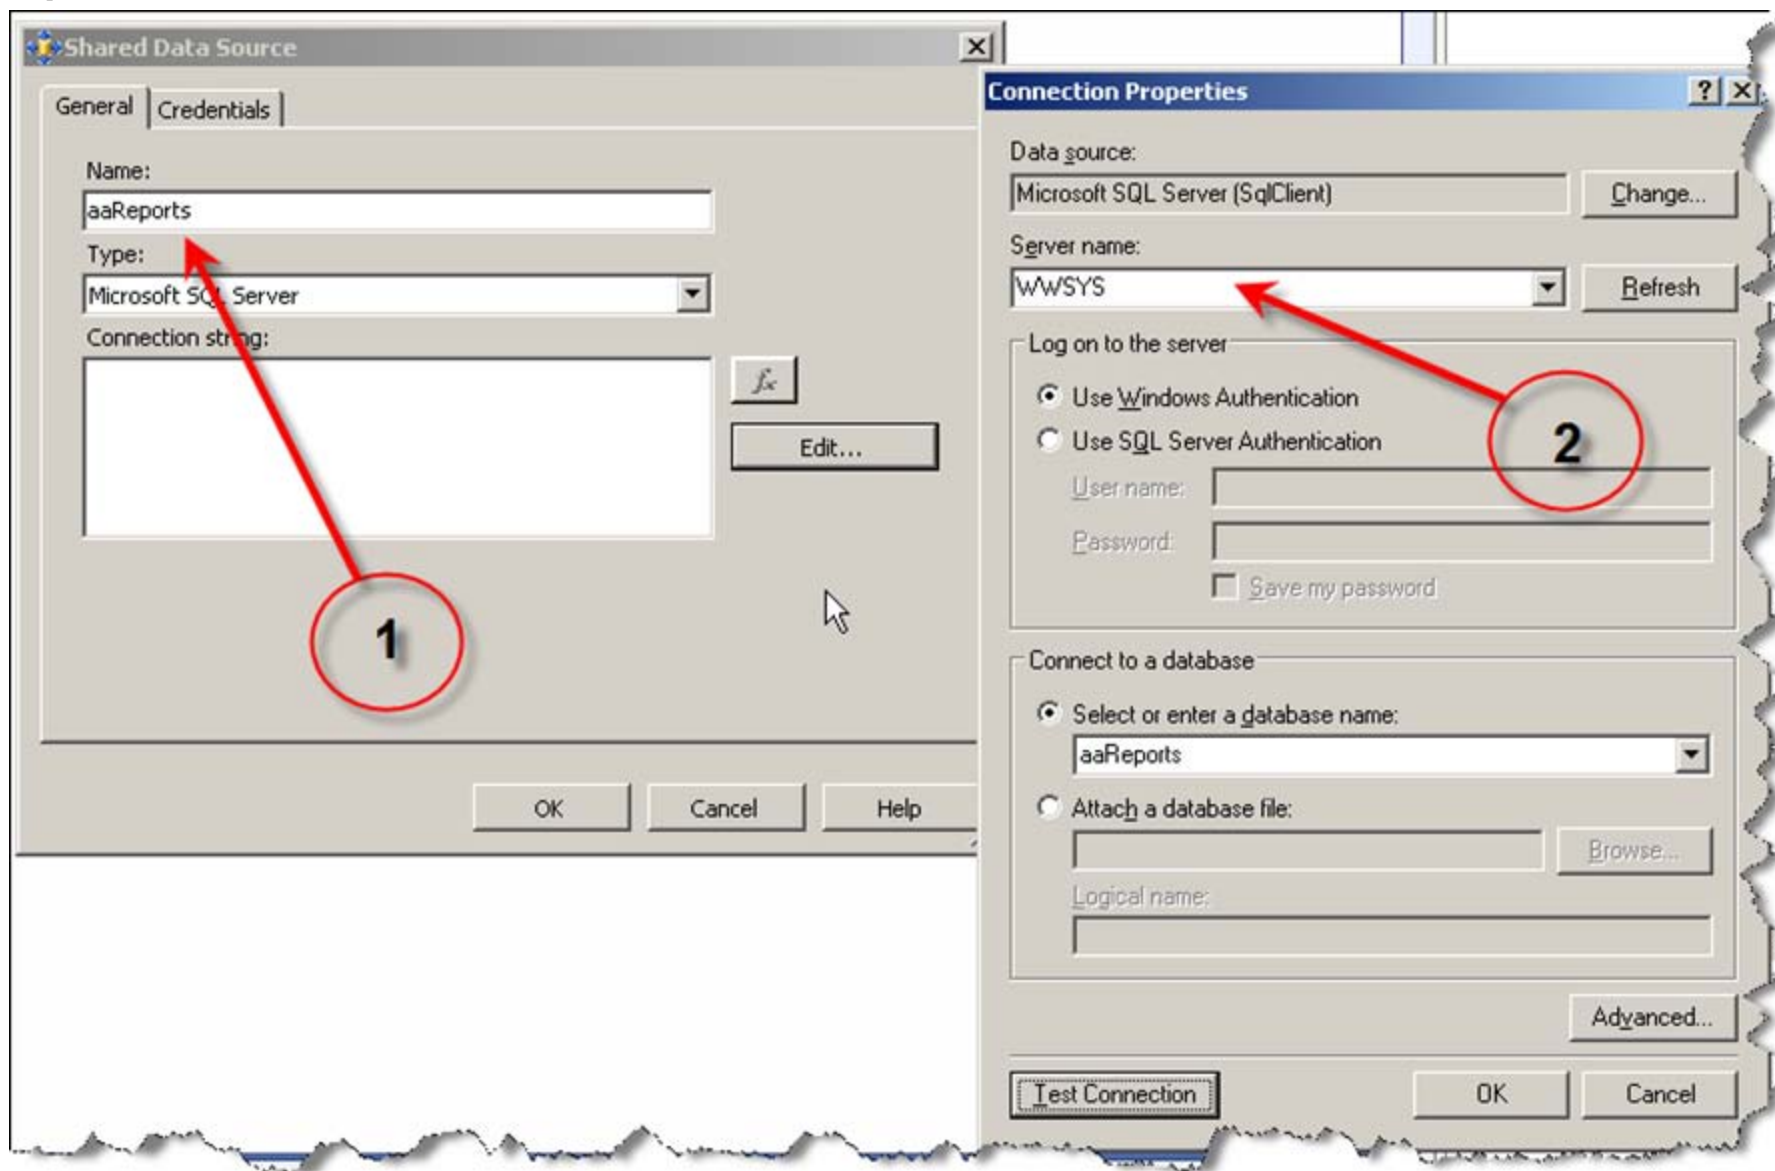 Shared Data Source
General
Credentials
Name:
aaReports
Type:
Microsoft SQL Server
Connection string:
fx
Edit...
1
OK
Cancel
Help
Connection Properties
?
Data source:
Microsoft SQL Server (SqlClient)
Change...
Server name:
WWSYS
Refresh
Log on to the server
Use Windows Authentication
Use SQL Server Authentication
2
User name:
Password:
Save my password
Connect to a database
Select or enter a database name:
aaReports
Attach a database file:
Browse...
Logical name:
Advanced...
Test Connection
OK
Cancel